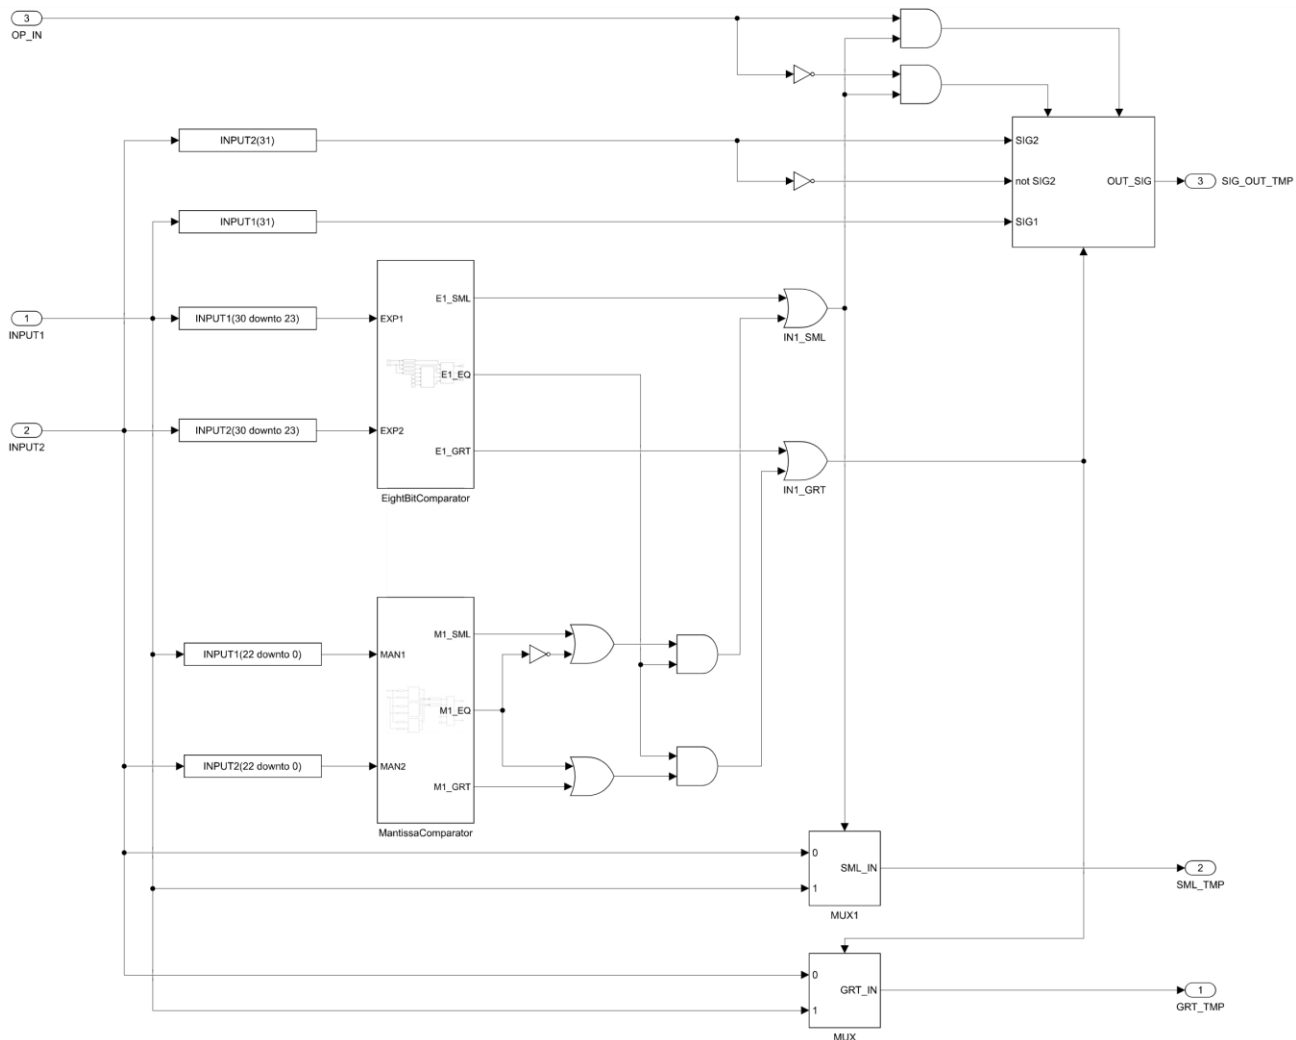 3
OP_IN
INPUT2(31)
SIG2
not SIG2
OUT_SIG
3
SIG_OUT_TMP
INPUT1(31)
SIG1
E1_SML
1
INPUT1
INPUT1(30 downto 23)
EXP1
IN1_SML
E1_EQ
2
INPUT2
INPUT2(30 downto 23)
EXP2
E1_GRT
IN1_GRT
EightBitComparator
M1_SML
INPUT1(22 downto 0)
MAN1
M1_EQ
INPUT2(22 downto 0)
MAN2
M1_GRT
MantissaComparator
0
SML_IN
1
MUX1
2
SML_TMP
0
GRT_IN
1
MUX
1
GRT_TMP